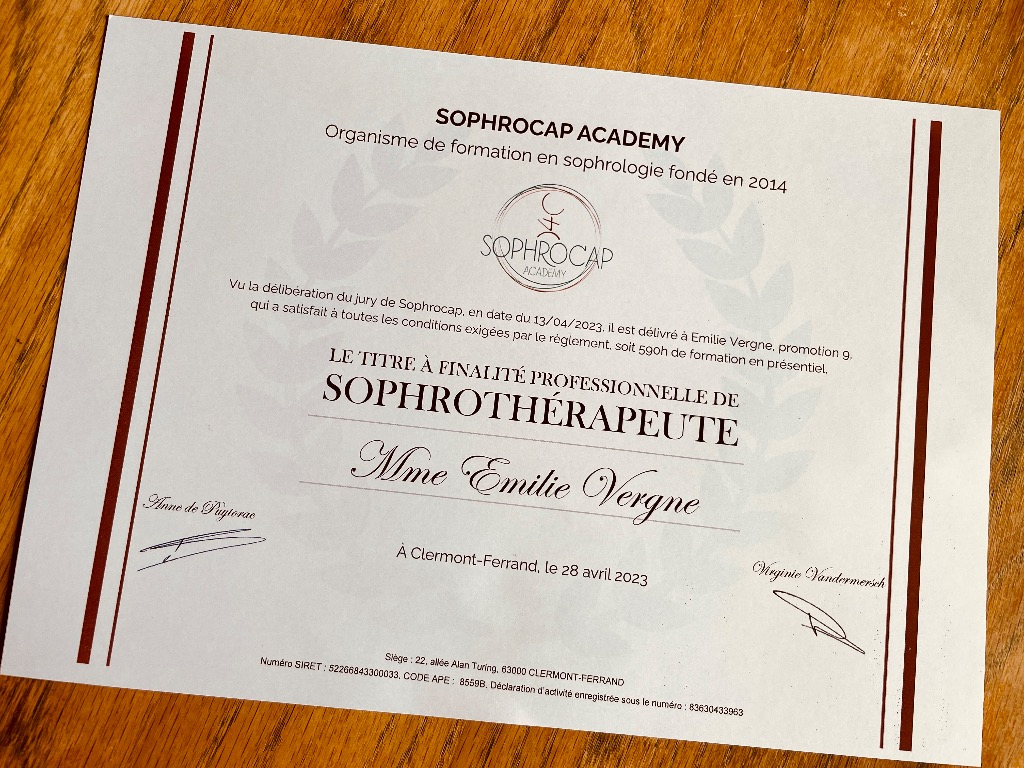 SOPHROCAP ACADEMY
Organisme de formation en sophrologie fondé en 2014
SOPHROCAP
ACADEMY
Vu la délibération du jury de Sophrocap, en date du 13/04/2023, il est délivré à Emilie Vergne, promotion 9,
qui a satisfait à toutes les conditions exigées par le règlement, soit 590h de formation en présentiel,
LE TITRE À FINALITÉ PROFESSIONNELLE DE
SOPHROTHÉRAPEUTE
Mme Emilie Vergne
Anne de Puytorac
À Clermont-Ferrand, le 28 avril 2023
Virginie Vandermersch
Siège : 22, allée Alan Turing, 63000 CLERMONT-FERRAND
Numéro SIRET : 52266843300033, CODE APE : 8559B, Déclaration d'activité enregistrée sous le numéro : 83630433963